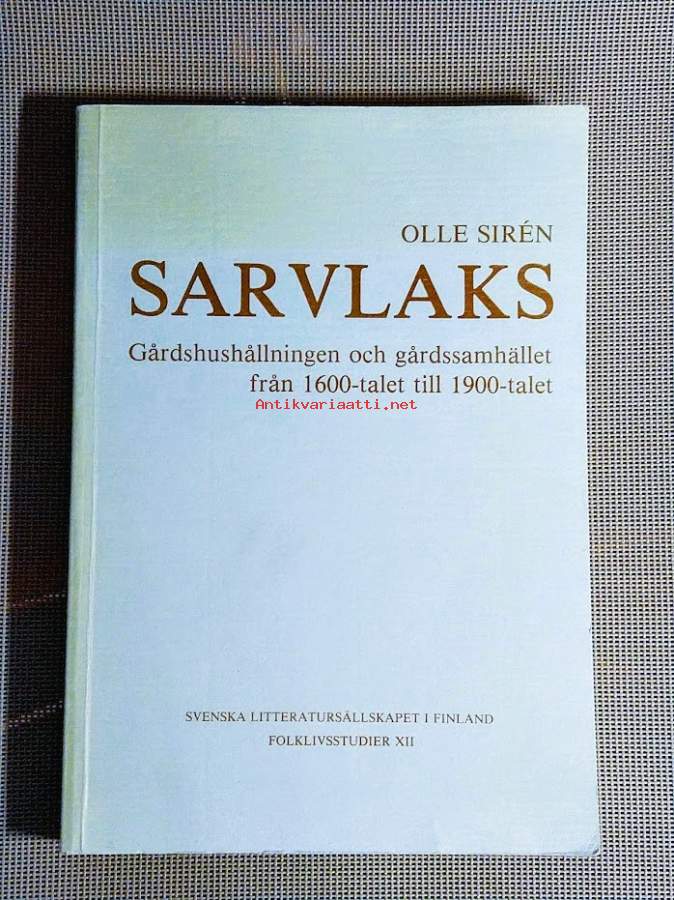 OLLE SIRÉN
SARVLAKS
Gårdshushållningen och gårdssamhället
från 1600-talet till 1900-talet
Antikvariaatti.net
SVENSKA LITTERATURSÄLLSKAPET I FINLAND
FOLKLIVSSTUDIER XII